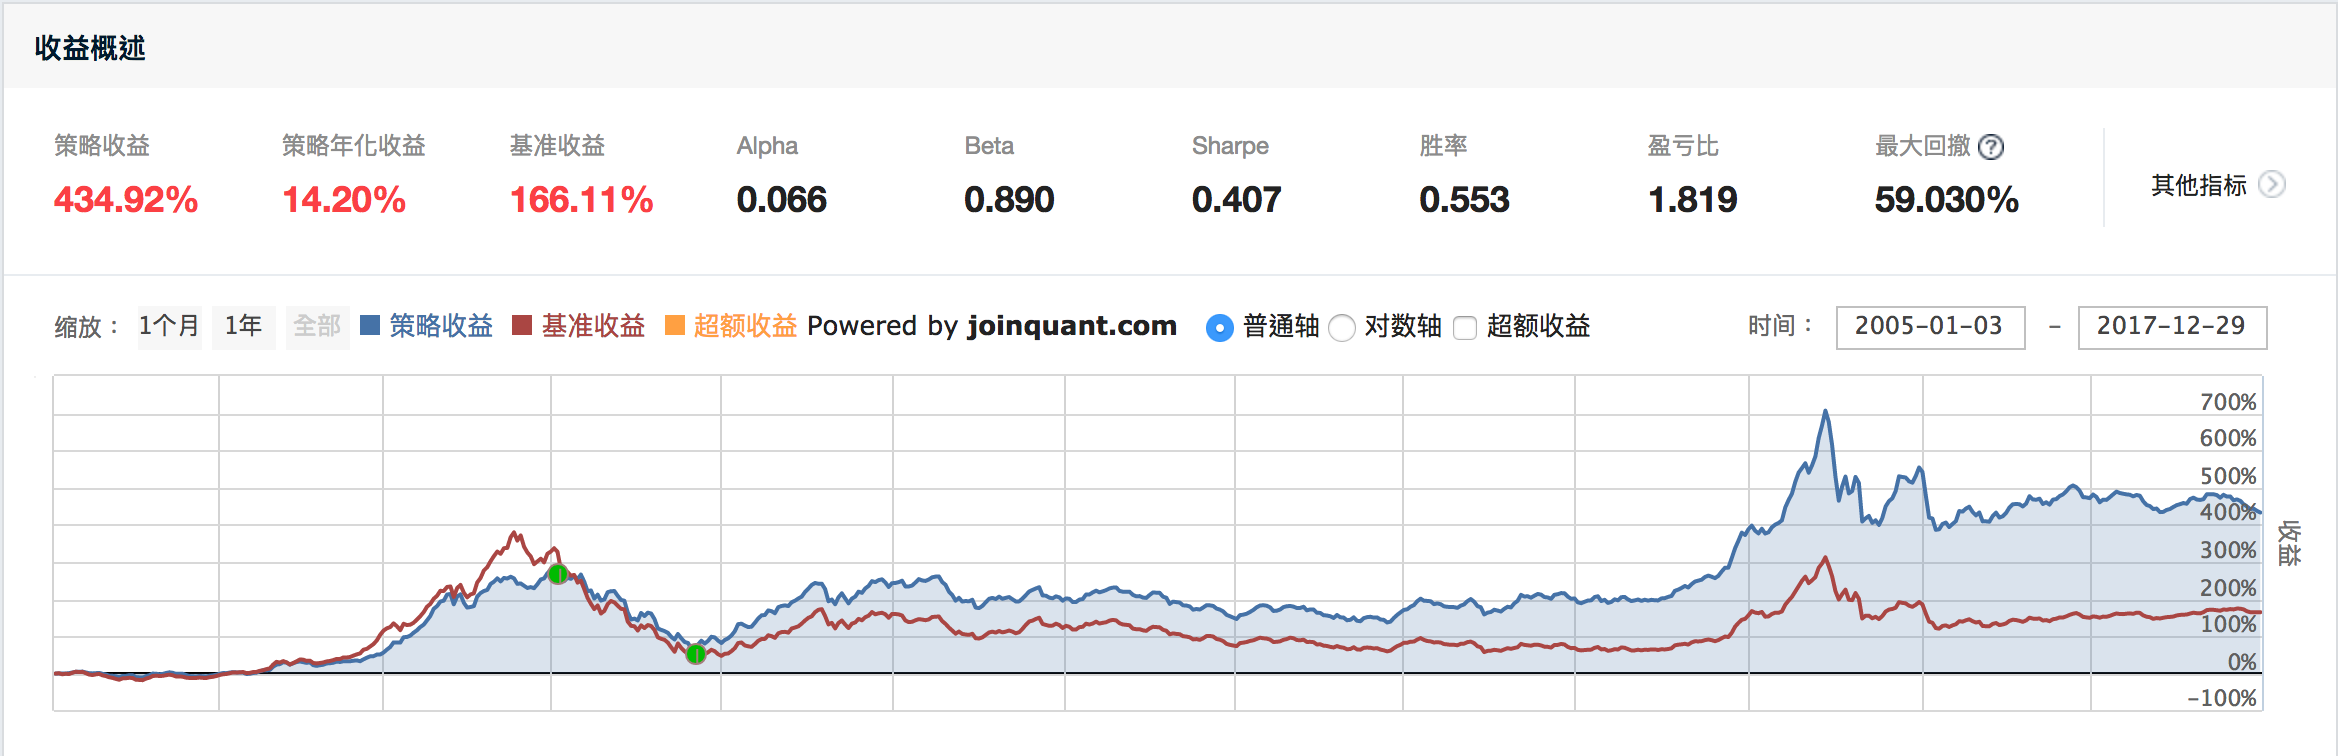 收益概述
策略收益 策略年化收益 基准收益 Alpha Beta Sharpe 胜率 盈亏比 最大回撤 ?
434.92% 14.20% 166.11% 0.066 0.890 0.407 0.553 1.819 59.030% 其他指标
缩放： 1个月 1年 全部 策略收益 基准收益 超额收益 Powered by joinquant.com 普通轴 对数轴 超额收益 时间： 2005-01-03 – 2017-12-29
700%
600%
500%
400%
300%
200%
100%
0%
-100%
收益